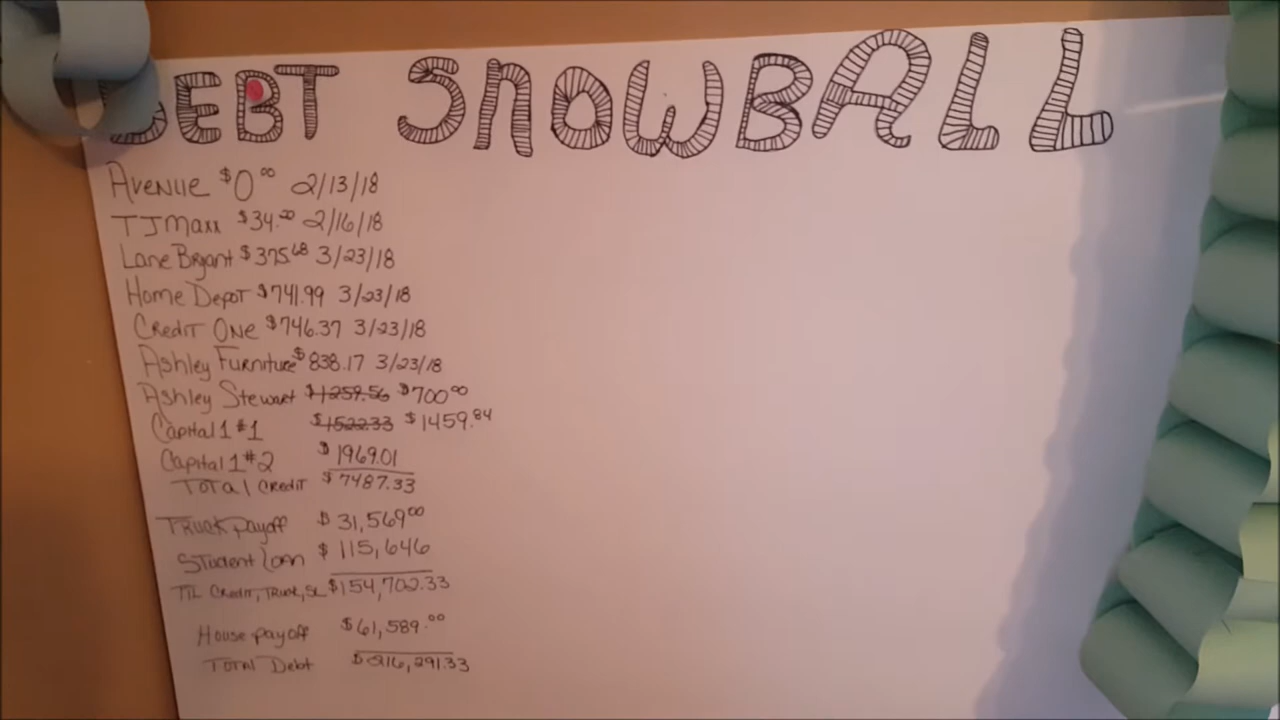 DEBT SNOWBALL
Avenue $0.00 2/13/18
TJMaxx $34.20 2/16/18
Lane Bryant $375.68 3/23/18
Home Depot $741.99 3/23/18
Credit One $746.37 3/23/18
Ashley Furniture $838.17 3/23/18
Ashley Stewart $1259.56 $700.00
Capital 1 #1 $1522.33 $1459.84
Capital 1 #2 $1969.01
Total Credit $7487.33
Truck payoff $31,569.00
Student Loan $115,646
TTL Credit, Truck, SL $154,702.33
House payoff $61,589.00
Total Debt $216,291.33